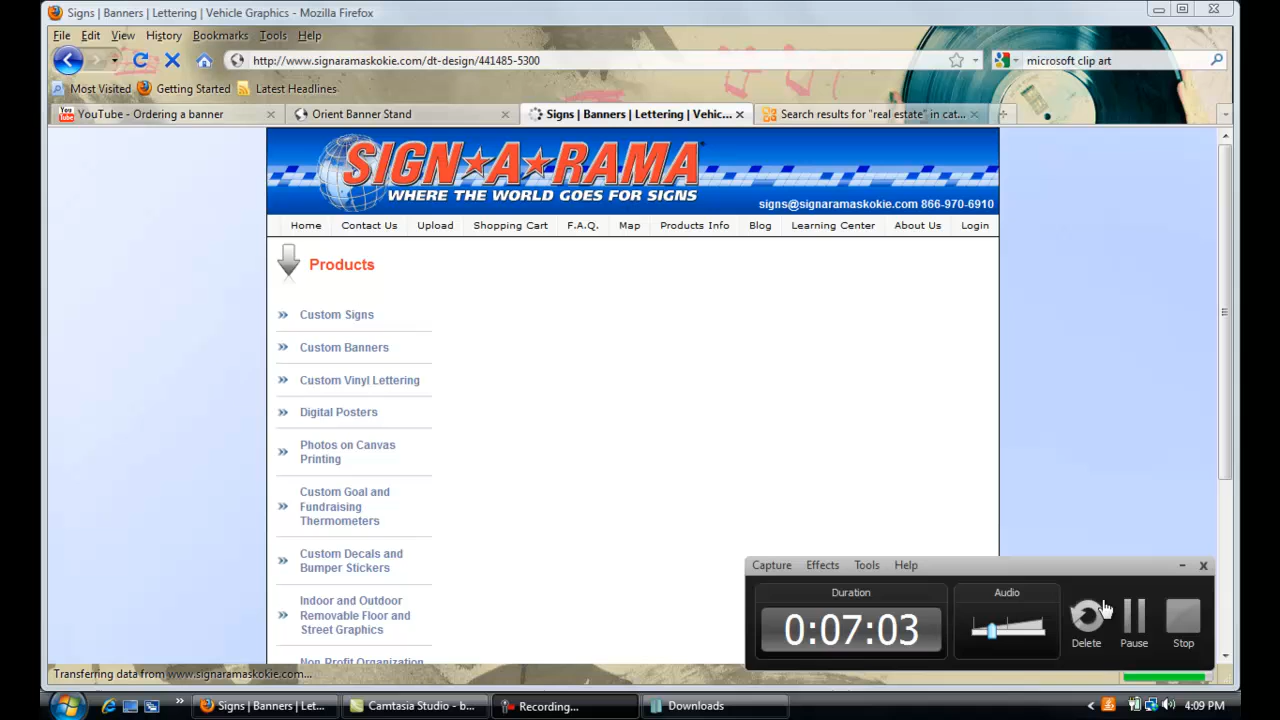 Signs | Banners | Lettering | Vehicle Graphics - Mozilla Firefox
File Edit View History Bookmarks Tools Help
http://www.signaramaskokie.com/dt-design/441485-5300
microsoft clip art
Most Visited Getting Started Latest Headlines
You Tube YouTube - Ordering a banner
Orient Banner Stand
Signs | Banners | Lettering | Vehic...
Search results for "real estate" in cat...
SIGN★A★RAMA
WHERE THE WORLD GOES FOR SIGNS
signs@signaramaskokie.com 866-970-6910
Home Contact Us Upload Shopping Cart F.A.Q. Map Products Info Blog Learning Center About Us Login
Products
Custom Signs
Custom Banners
Custom Vinyl Lettering
Digital Posters
Photos on Canvas
Printing
Custom Goal and
Fundraising
Thermometers
Custom Decals and
Bumper Stickers
Indoor and Outdoor
Removable Floor and
Street Graphics
Non-Profit Organization
Capture Effects Tools Help
Duration
0:07:03
Audio
Delete Pause Stop
Transferring data from www.signaramaskokie.com...
Signs | Banners | Let...
Camtasia Studio - b...
Recording...
Downloads
4:09 PM